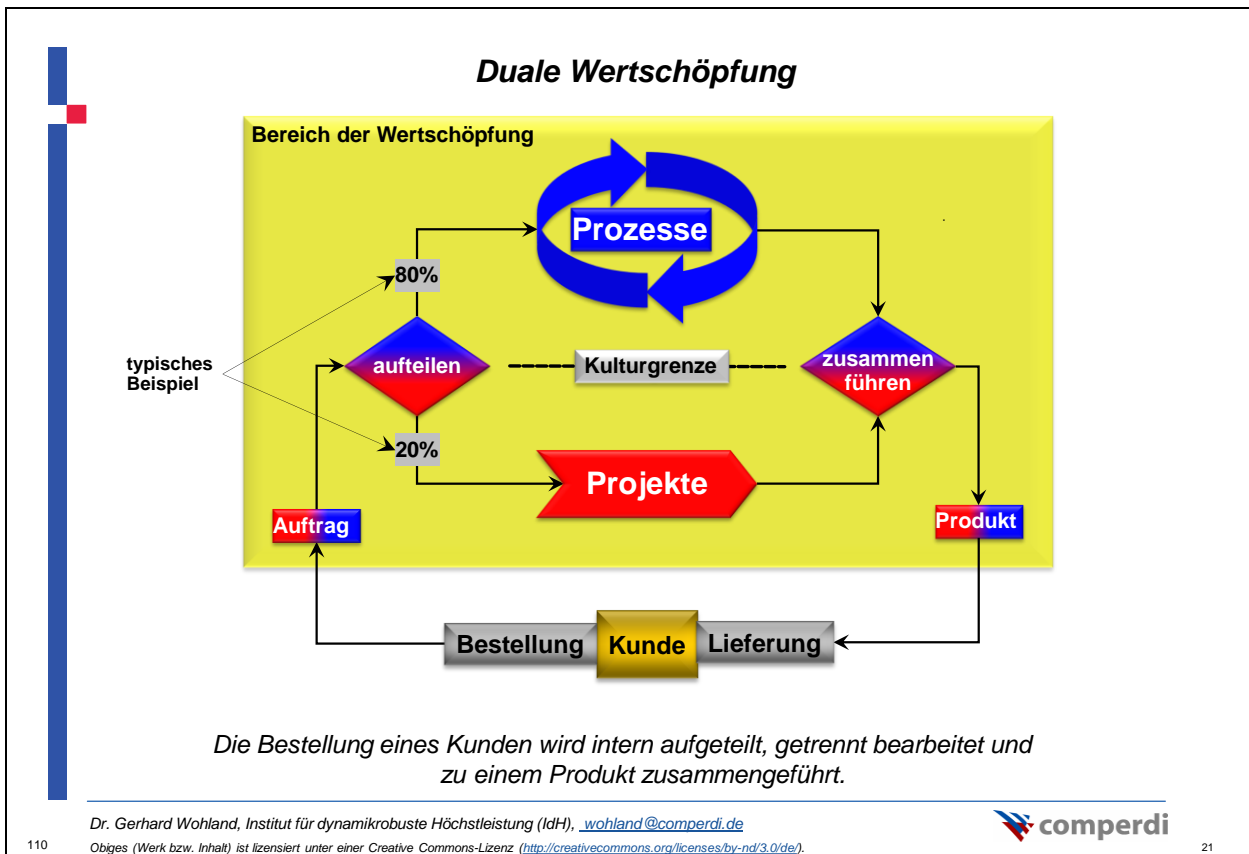 Duale Wertschöpfung
Bereich der Wertschöpfung
Prozesse
80%
typisches
Beispiel
aufteilen
Kulturgrenze
zusammen
führen
20%
Projekte
Auftrag
Produkt
Bestellung
Kunde
Lieferung
Die Bestellung eines Kunden wird intern aufgeteilt, getrennt bearbeitet und
zu einem Produkt zusammengeführt.
Dr. Gerhard Wohland, Institut für dynamikrobuste Höchstleistung (IdH), wohland@comperdi.de
comperdi
110
Obiges (Werk bzw. Inhalt) ist lizensiert unter einer Creative Commons-Lizenz (http://creativecommons.org/licenses/by-nd/3.0/de/).
21